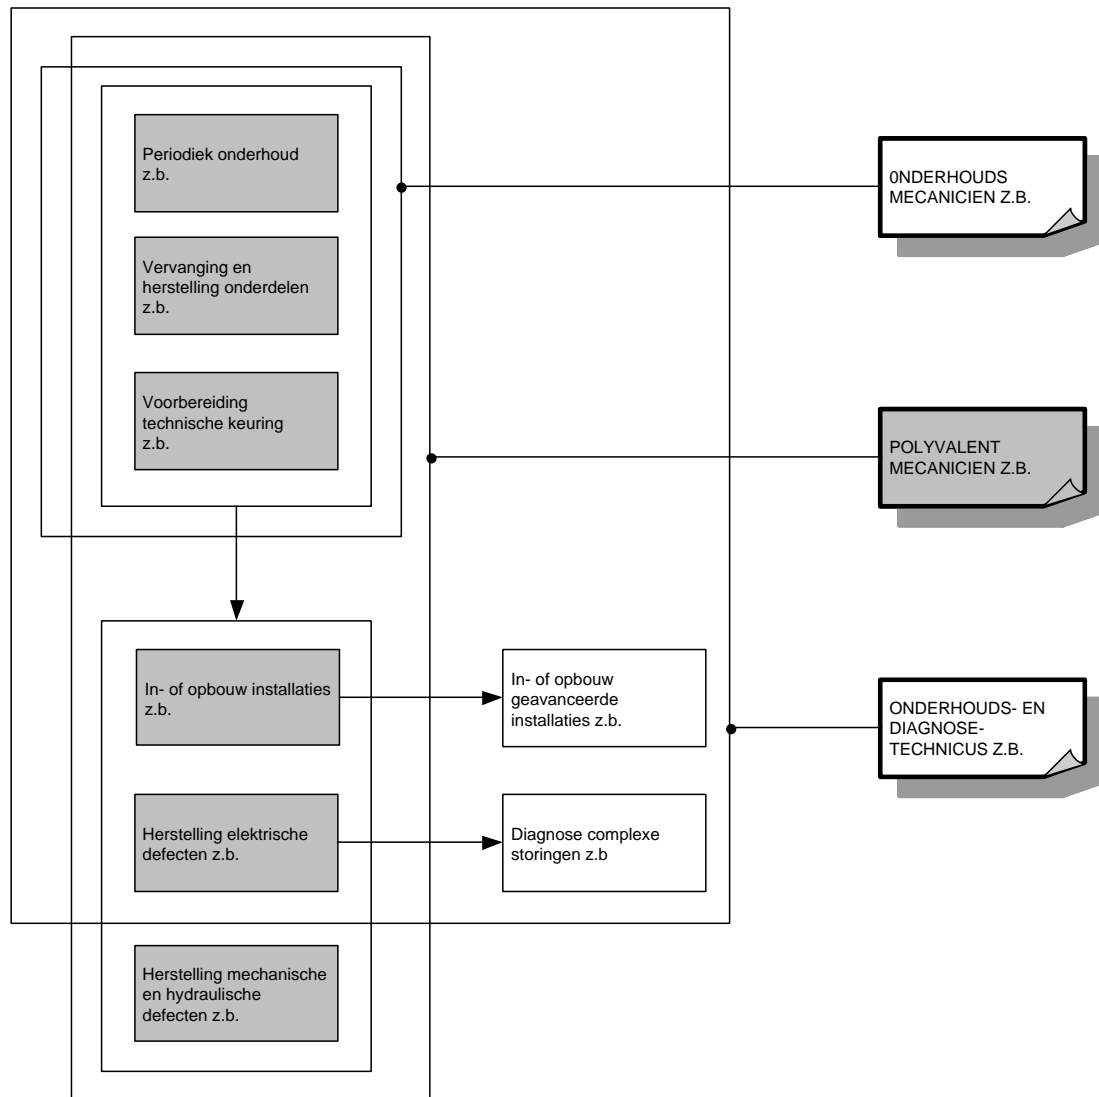 Periodiek onderhoud
z.b.
Vervanging en
herstelling onderdelen
z.b.
Voorbereiding
technische keuring
z.b.
In- of opbouw installaties
z.b.
Herstelling elektrische
defecten z.b.
Herstelling mechanische
en hydraulische
defecten z.b.
In- of opbouw
geavanceerde
installaties z.b.
Diagnose complexe
storingen z.b
0NDERHOUDS
MECANICIEN Z.B.
POLYVALENT
MECANICIEN Z.B.
ONDERHOUDS- EN
DIAGNOSE-
TECHNICUS Z.B.